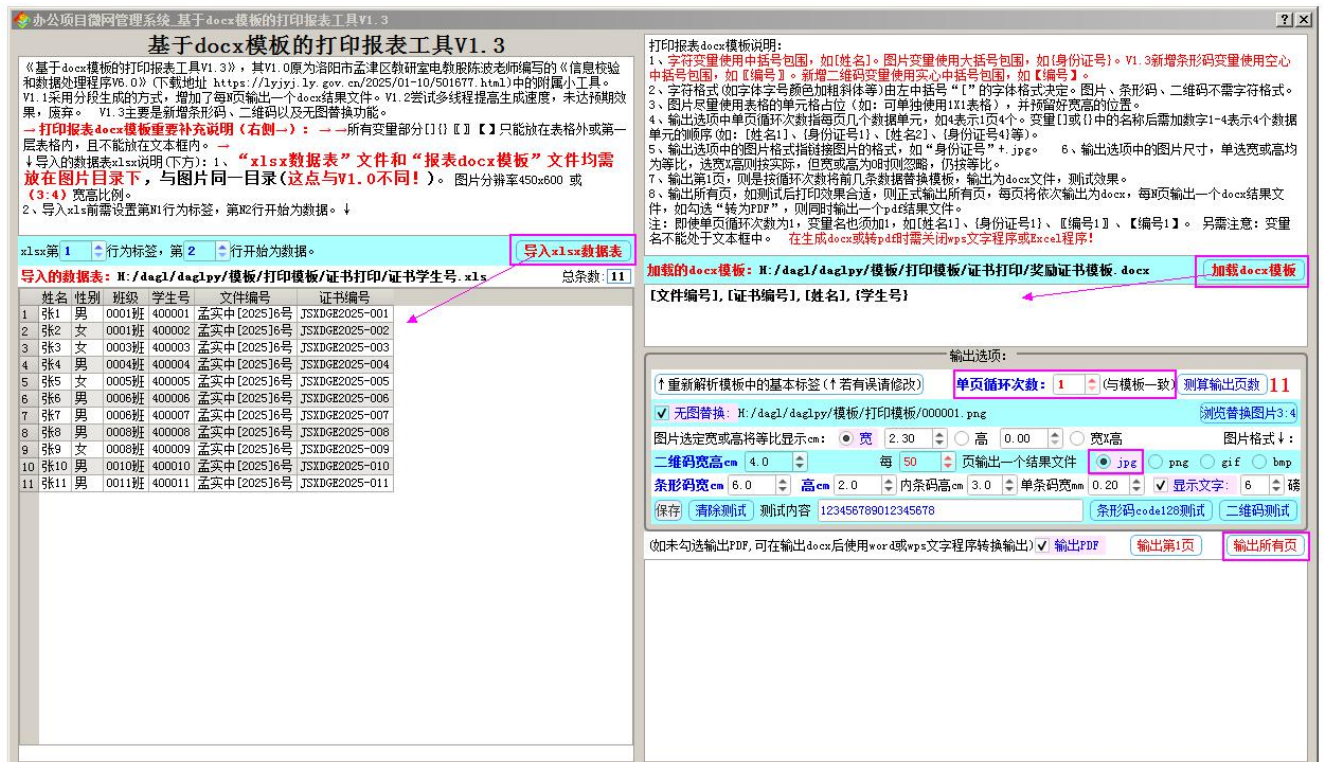 办公项目微网管理系统_基于docx模板的打印报表工具V1.3
基于docx模板的打印报表工具V1.3
《基于docx模板的打印报表工具V1.3》，其V1.0原为洛阳市孟津区教研室电教股陈波老师编写的《信息校验
和数据处理程序V6.0》（下载地址 https://lyjyj.ly.gov.cn/2025/01-10/501677.html)中的附属小工具。
V1.1采用分段生成的方式，增加了每N页输出一个docx结果文件。V1.2尝试多线程提高生成速度，未达预期效
果，废弃。 V1.3主要是新增条形码、二维码以及无图替换功能。
→打印报表docx模板重要补充说明（右侧→）：→→所有变量部分[]{}〖〗【】只能放在表格外或第一
层表格内，且不能放在文本框内。→
↓导入的数据表xlsx说明(下方)：1、“xlsx数据表”文件和“报表docx模板”文件均需
放在图片目录下，与图片同一目录(这点与V1.0不同！)。图片分辨率450x600 或
（3:4）宽高比例。
2、导入xls前需设置第N1行为标签，第N2行开始为数据。↓
xlsx第 1 行为标签，第 2 行开始为数据。 导入xlsx数据表
导入的数据表：H:/dagl/daglpy/模板/打印模板/证书打印/证书学生号.xls 总条数: 11
姓名 性别 班级 学生号 文件编号 证书编号
1 张1 男 0001班 400001 孟实中[2025]6号 JSXDGE2025-001
2 张2 女 0002班 400002 孟实中[2025]6号 JSXDGE2025-002
3 张3 女 0003班 400003 孟实中[2025]6号 JSXDGE2025-003
4 张4 男 0004班 400004 孟实中[2025]6号 JSXDGE2025-004
5 张5 女 0005班 400005 孟实中[2025]6号 JSXDGE2025-005
6 张6 男 0006班 400006 孟实中[2025]6号 JSXDGE2025-006
7 张7 男 0006班 400007 孟实中[2025]6号 JSXDGE2025-007
8 张8 男 0008班 400008 孟实中[2025]6号 JSXDGE2025-008
9 张9 女 0008班 400009 孟实中[2025]6号 JSXDGE2025-009
10 张10 男 0010班 400010 孟实中[2025]6号 JSXDGE2025-010
11 张11 男 0011班 400011 孟实中[2025]6号 JSXDGE2025-011
打印报表docx模板说明：
1、字符变量使用中括号包围，如[姓名]。图片变量使用大括号包围，如{身份证号}。V1.3新增条形码变量使用空心
中括号包围，如〖编号〗。新增二维码变量使用实心中括号包围，如【编号】。
2、字符格式(如字体字号颜色加粗斜体等)由左中括号“[”的字体格式决定。图片、条形码、二维码不需字符格式。
3、图片尽量使用表格的单元格占位（如：可单独使用1X1表格），并预留好宽高的位置。
4、输出选项中单页循环次数指每页几个数据单元，如4表示1页4个。变量[]或{}中的名称后需加数字1-4表示4个数据
单元的顺序(如：[姓名1]、{身份证号1}、[姓名2]、{身份证号4}等)。
5、输出选项中的图片格式指链接图片的格式，如“身份证号”+.jpg。 6、输出选项中的图片尺寸，单选宽或高均
为等比，选宽X高则按实际，但宽或高为0时则忽略，仍按等比。
7、输出第1页，则是按循环次数将前几条数据替换模板，输出为docx文件，测试效果。
8、输出所有页，如测试后打印效果合适，则正式输出所有页，每页将依次输出为docx，每N页输出一个docx结果文
件，如勾选“转为PDF”，则同时输出一个pdf结果文件。
注：即使单页循环次数为1，变量名也须加1，如[姓名1]、{身份证号1}、〖编号1〗、【编号1】。 另需注意：变量
名不能处于文本框中。 在生成docx或转pdf时需关闭wps文字程序或Excel程序！
加载的docx模板：H:/dagl/daglpy/模板/打印模板/证书打印/奖励证书模板.docx 加载docx模板
[文件编号],[证书编号],[姓名],{学生号}
输出选项：
↑重新解析模板中的基本标签(↑若有误请修改) 单页循环次数： 1 (与模板一致) 测算输出页数 11
无图替换：H:/dagl/daglpy/模板/打印模板/000001.png 浏览替换图片3:4
图片选定宽或高将等比显示cm： 宽 2.30 高 0.00 宽X高 图片格式↓：
二维码宽高cm 4.0 每 50 页输出一个结果文件 jpg png gif bmp
条形码宽cm 6.0 高cm 2.0 内条码高cm 3.0 单条码宽mm 0.20 显示文字： 6 磅
保存 清除测试 测试内容 123456789012345678 条形码code128测试 二维码测试
(如未勾选输出PDF,可在输出docx后使用word或wps文字程序转换输出) 输出PDF 输出第1页 输出所有页